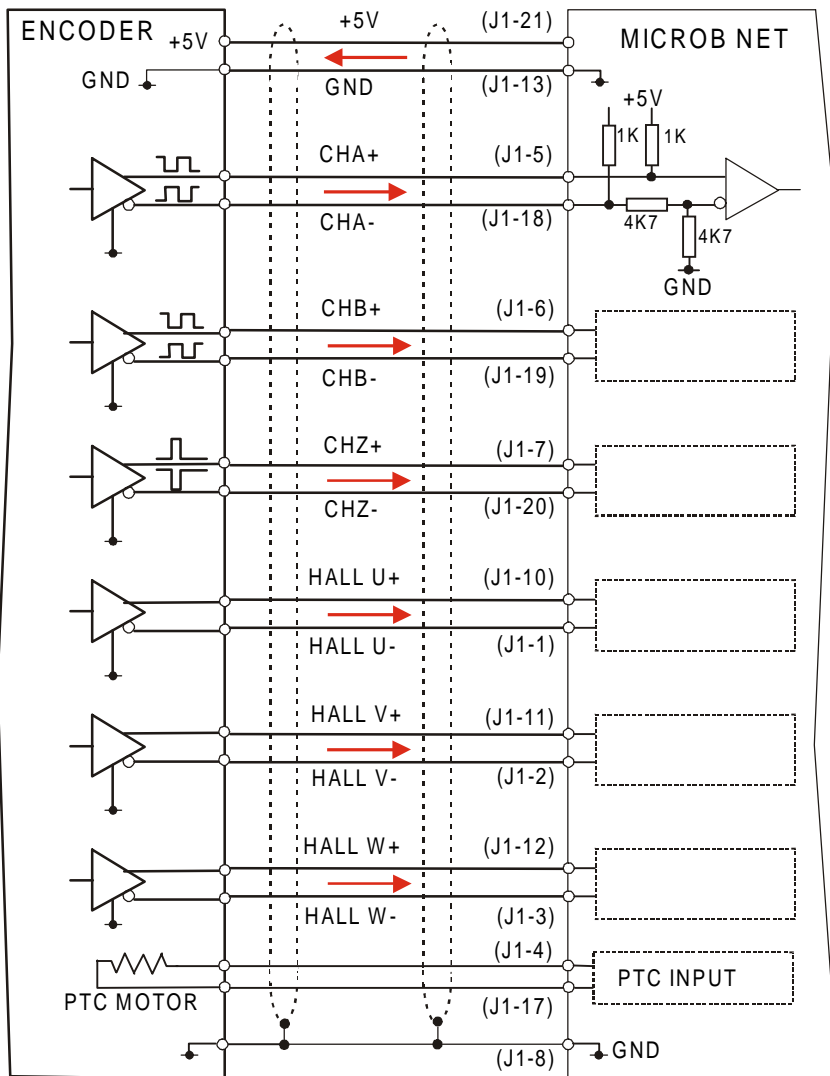 ENCODER
+5V
+5V
(J1-21)
MICROB NET
GND
GND
(J1-13)
+5V
1K
1K
CHA+
(J1-5)
CHA-
(J1-18)
4K7
4K7
GND
CHB+
(J1-6)
CHB-
(J1-19)
CHZ+
(J1-7)
CHZ-
(J1-20)
HALL U+
(J1-10)
HALL U-
(J1-1)
HALL V+
(J1-11)
HALL V-
(J1-2)
HALL W+
(J1-12)
HALL W-
(J1-3)
(J1-4)
PTC MOTOR
PTC INPUT
(J1-17)
(J1-8)
GND